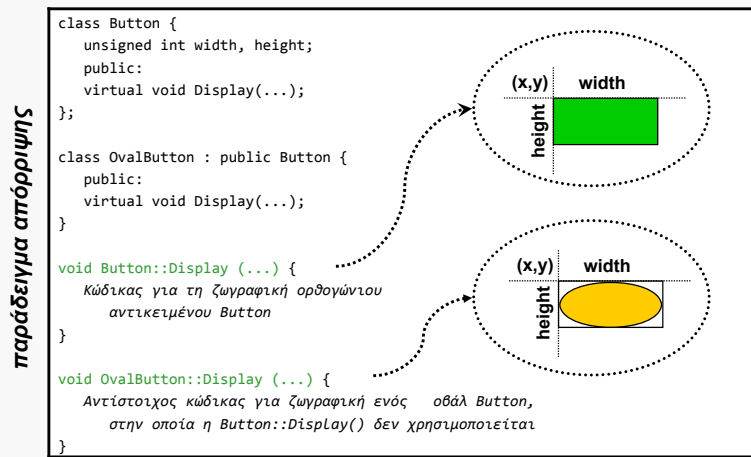 παράδειγμα απόρριψης
class Button {
unsigned int width, height;
public:
virtual void Display(...);
};
class OvalButton : public Button {
public:
virtual void Display(...);
}
void Button::Display (...) {
Κώδικας για τη ζωγραφική ορθογώνιου
αντικειμένου Button
}
void OvalButton::Display (...) {
Αντίστοιχος κώδικας για ζωγραφική ενός οβάλ Button,
στην οποία η Button::Display() δεν χρησιμοποιείται
}
(x,y) width
height
(x,y) width
height